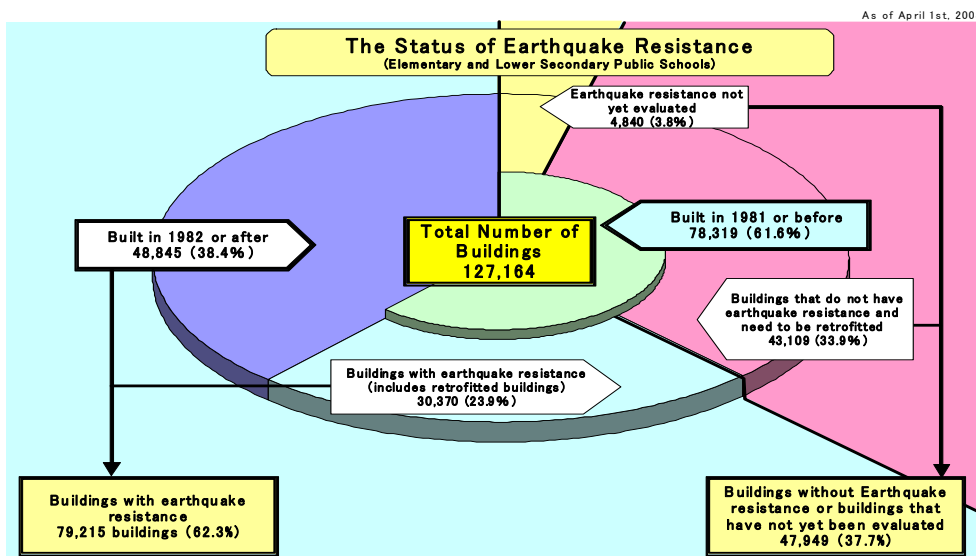 As of April 1st, 200
The Status of Earthquake Resistance
(Elementary and Lower Secondary Public Schools)
Earthquake resistance not
yet evaluated
4,840 (3.8%)
Built in 1982 or after
48,845 (38.4%)
Total Number of
Buildings
127,164
Built in 1981 or before
78,319 (61.6%)
Buildings that do not have
earthquake resistance and
need to be retrofitted
43,109 (33.9%)
Buildings with earthquake resistance
(includes retrofitted buildings)
30,370 (23.9%)
Buildings with earthquake
resistance
79,215 buildings (62.3%)
Buildings without Earthquake
resistance or buildings that
have not yet been evaluated
47,949 (37.7%)